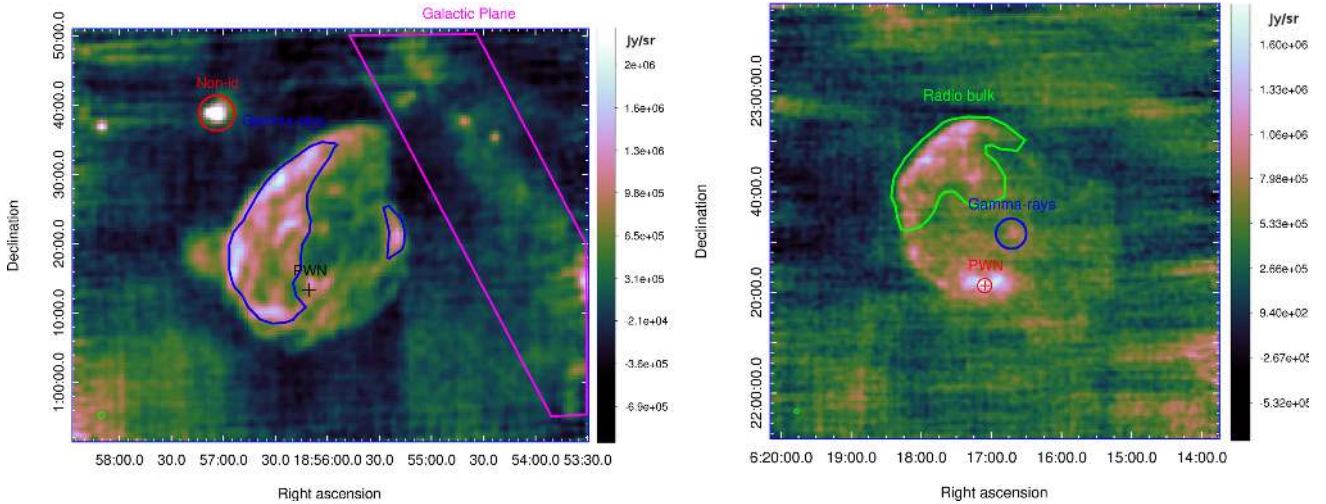 Galactic Plane
Jy/sr
2e+06
1.6e+06
1.3e+06
9.8e+05
6.5e+05
3.1e+05
-2.1e+04
-3.6e+05
-6.9e+05
50:00.0
40:00.0
30:00.0
20:00.0
10:00.0
1:00:00.0
Declination
Non-id
PWN
58:00.0 30.0 57:00.0 30.0 18:56:00.0 30.0 55:00.0 30.0 54:00.0 53:30.0
Right ascension
Jy/sr
1.60e+06
1.33e+06
1.06e+06
7.98e+05
5.33e+05
2.66e+05
9.40e+02
-2.67e+05
-5.32e+05
23:00:00.0
40:00.0
20:00.0
22:00:00.0
Declination
Radio bulk
Gamma-rays
PWN
6:20:00.0 19:00.0 18:00.0 17:00.0 16:00.0 15:00.0 14:00.0
Right ascension